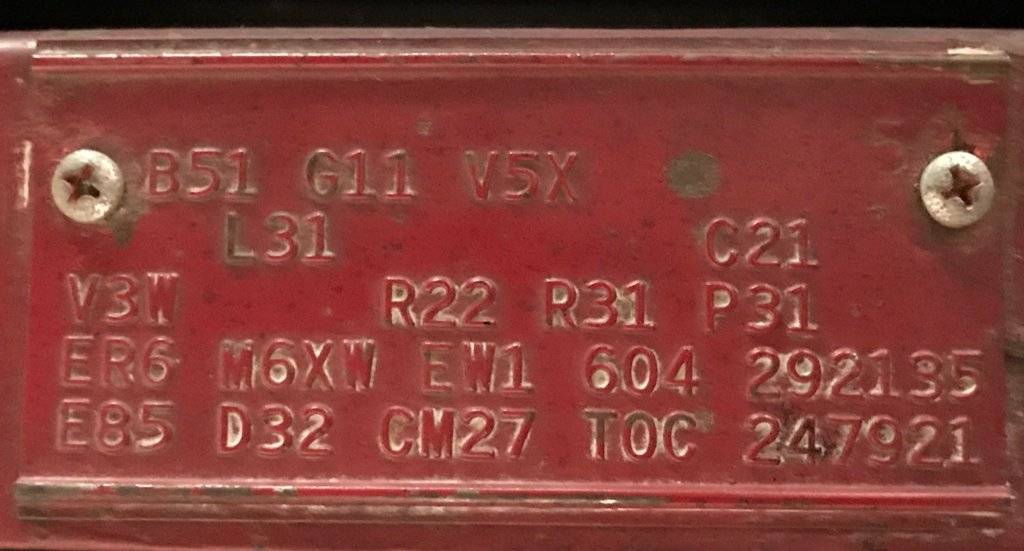 B51 G11 V5X
L31 C21
V3W R22 R31 P31
ER6 M6XW EW1 604 292135
E85 D32 CM27 TOC 247921